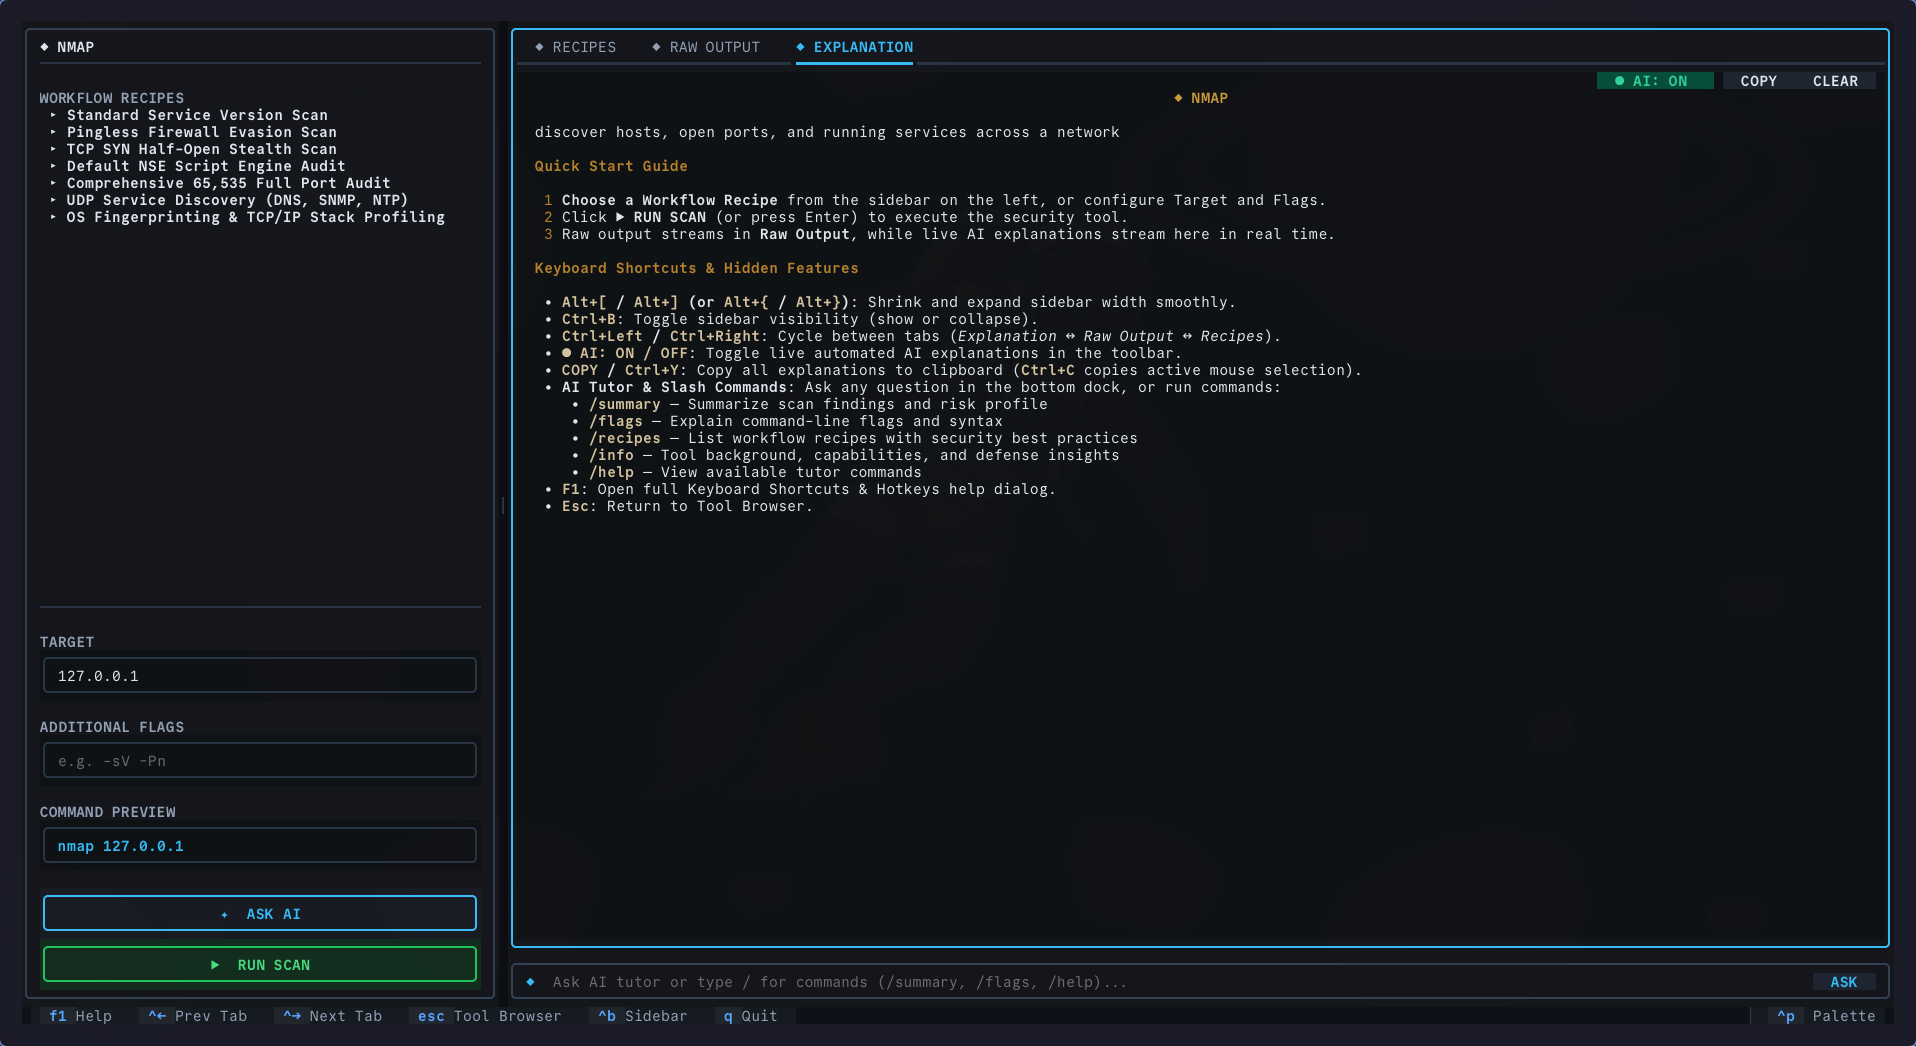 ◆ NMAP
WORKFLOW RECIPES
▸ Standard Service Version Scan
▸ Pingless Firewall Evasion Scan
▸ TCP SYN Half-Open Stealth Scan
▸ Default NSE Script Engine Audit
▸ Comprehensive 65,535 Full Port Audit
▸ UDP Service Discovery (DNS, SNMP, NTP)
▸ OS Fingerprinting & TCP/IP Stack Profiling
TARGET
127.0.0.1
ADDITIONAL FLAGS
e.g. -sV -Pn
COMMAND PREVIEW
nmap 127.0.0.1
✦ ASK AI
▶ RUN SCAN
◆ RECIPES ◆ RAW OUTPUT ◆ EXPLANATION
● AI: ON COPY CLEAR
◆ NMAP
discover hosts, open ports, and running services across a network
Quick Start Guide
1 Choose a Workflow Recipe from the sidebar on the left, or configure Target and Flags.
2 Click ▶ RUN SCAN (or press Enter) to execute the security tool.
3 Raw output streams in Raw Output, while live AI explanations stream here in real time.
Keyboard Shortcuts & Hidden Features
• Alt+[ / Alt+] (or Alt+{ / Alt+}): Shrink and expand sidebar width smoothly.
• Ctrl+B: Toggle sidebar visibility (show or collapse).
• Ctrl+Left / Ctrl+Right: Cycle between tabs (Explanation ↔ Raw Output ↔ Recipes).
• ● AI: ON / OFF: Toggle live automated AI explanations in the toolbar.
• COPY / Ctrl+Y: Copy all explanations to clipboard (Ctrl+C copies active mouse selection).
• AI Tutor & Slash Commands: Ask any question in the bottom dock, or run commands:
• /summary — Summarize scan findings and risk profile
• /flags — Explain command-line flags and syntax
• /recipes — List workflow recipes with security best practices
• /info — Tool background, capabilities, and defense insights
• /help — View available tutor commands
• F1: Open full Keyboard Shortcuts & Hotkeys help dialog.
• Esc: Return to Tool Browser.
◆ Ask AI tutor or type / for commands (/summary, /flags, /help)... ASK
f1 Help ^← Prev Tab ^→ Next Tab esc Tool Browser ^b Sidebar q Quit ^p Palette